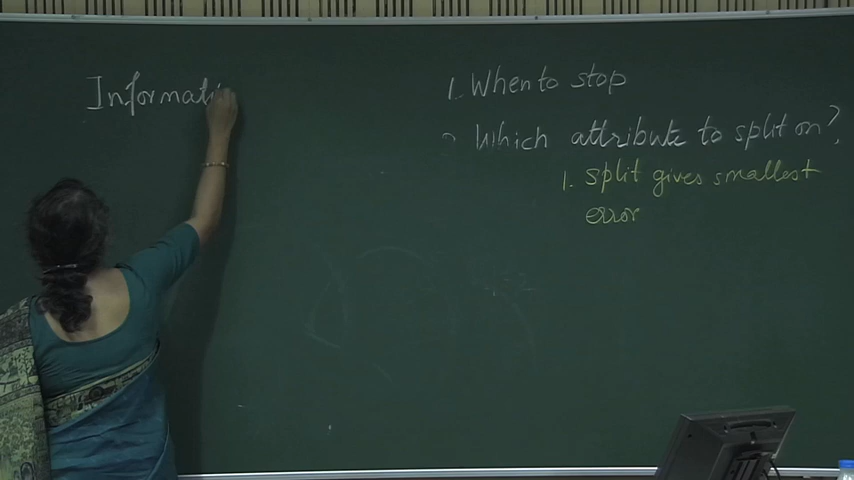 Informati
1. When to stop
2. Which attribute to split on?
1. split gives smallest
error